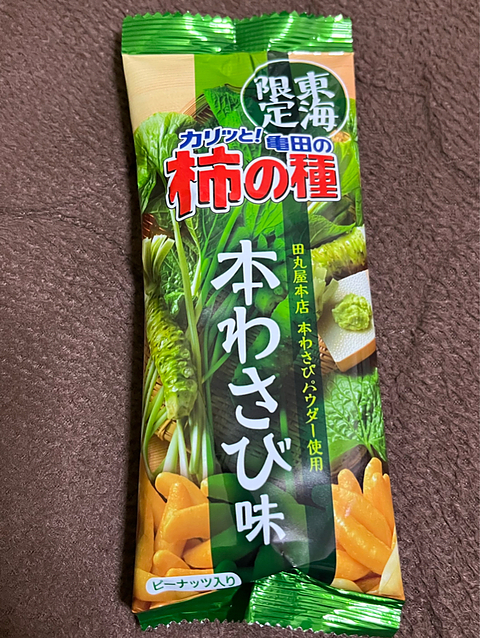 東海
限定
カリッと!亀田の
柿の種
本わさび味
田丸屋本店 本わさびパウダー使用
ピーナッツ入り